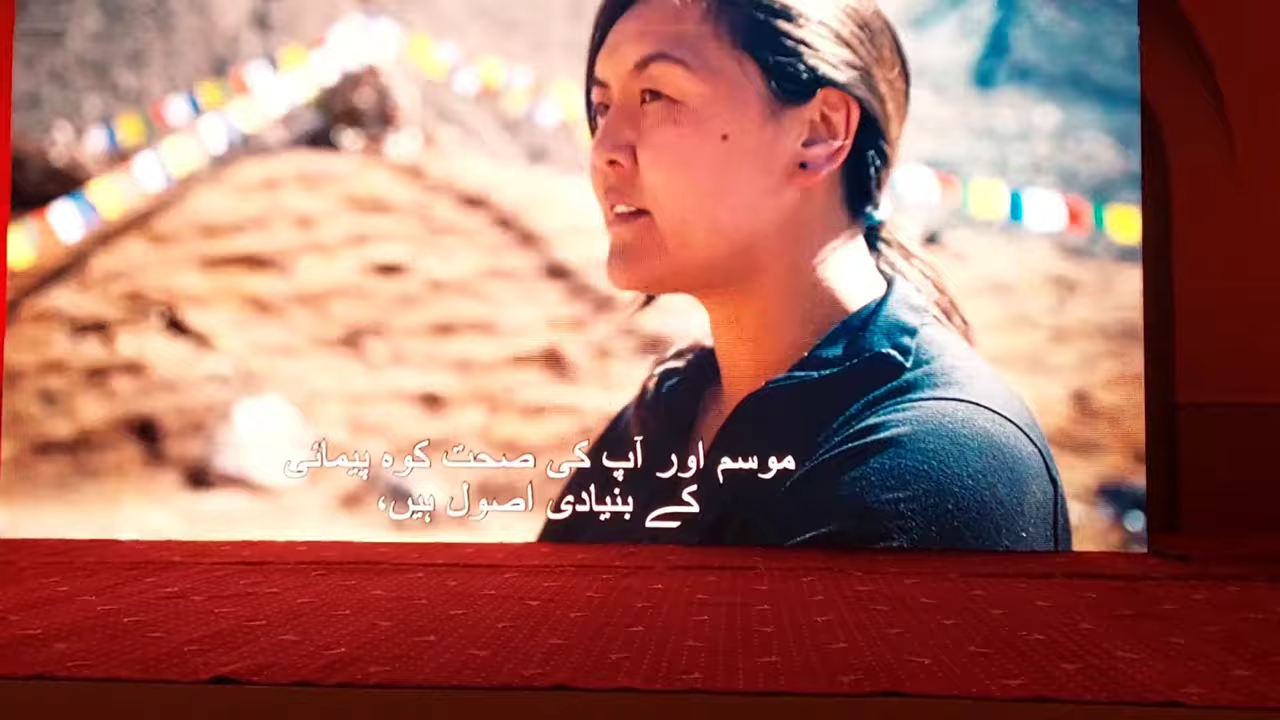 موسم اور آپ کی صحت کوہ پیمائی
کے بنیادی اصول ہیں،